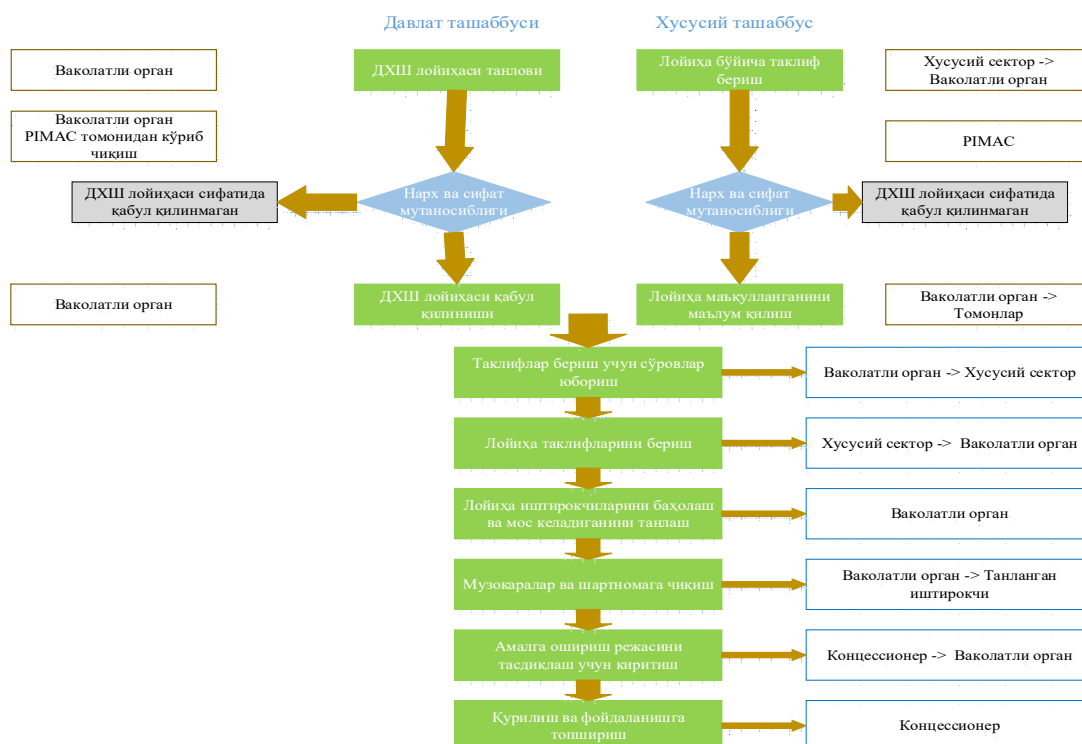 Давлат ташаббуси
Хусусий ташаббус
Ваколатли орган
ДХШ лойиҳаси танлови
Лойиҳа бўйича таклиф
бериш
Хусусий сектор ->
Ваколатли орган
Ваколатли орган
PIMAC томонидан кўриб
чиқиш
PIMAC
ДХШ лойиҳаси сифатида
қабул қилинмаган
Нарх ва сифат
мутаносиблиги
Нарх ва сифат
мутаносиблиги
ДХШ лойиҳаси сифатида
қабул қилинмаган
Ваколатли орган
ДХШ лойиҳаси қабул
қилиниши
Лойиҳа маъқулланганини
маълум қилиш
Ваколатли орган ->
Томонлар
Таклифлар бериш учун сўровлар
юбориш
Ваколатли орган -> Хусусий сектор
Лойиҳа таклифларини бериш
Хусусий сектор -> Ваколатли орган
Лойиҳа иштирокчиларини баҳолаш
ва мос келадиганини танлаш
Ваколатли орган
Музокаралар ва шартномага чиқиш
Ваколатли орган -> Танланган
иштирокчи
Амалга ошириш режасини
тасдиқлаш учун киритиш
Концессионер -> Ваколатли орган
Қурилиш ва фойдаланишга
топшириш
Концессионер